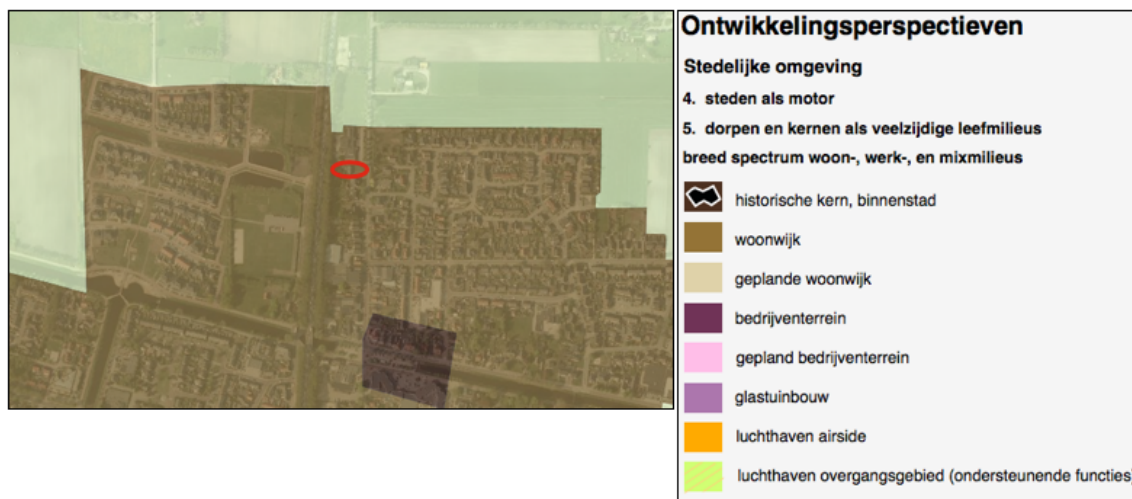 Ontwikkelingsperspectieven
Stedelijke omgeving
4. steden als motor
5. dorpen en kernen als veelzijdige leefmilieus
breed spectrum woon-, werk-, en mixmilieus
historische kern, binnenstad
woonwijk
geplande woonwijk
bedrijventerrein
gepland bedrijventerrein
glastuinbouw
luchthaven airside
luchthaven overgangsgebied (ondersteunende functies)